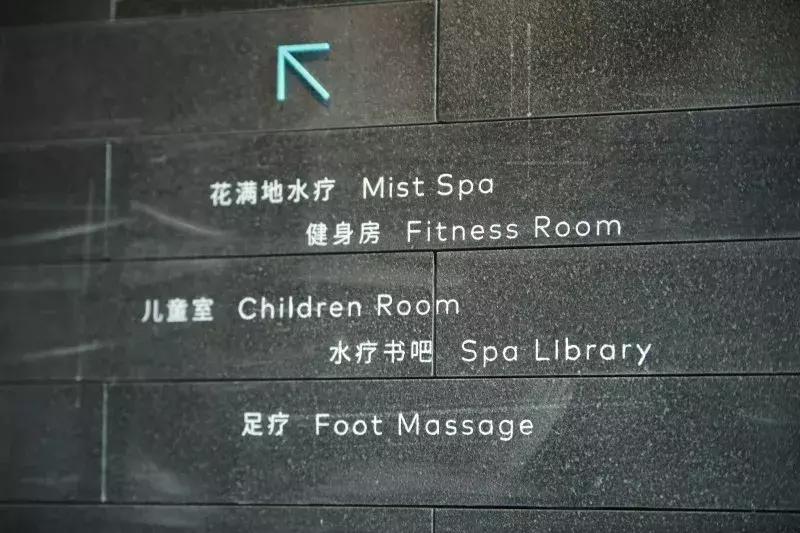 花满地水疗 Mist Spa
健身房 Fitness Room
儿童室 Children Room
水疗书吧 Spa Library
足疗 Foot Massage